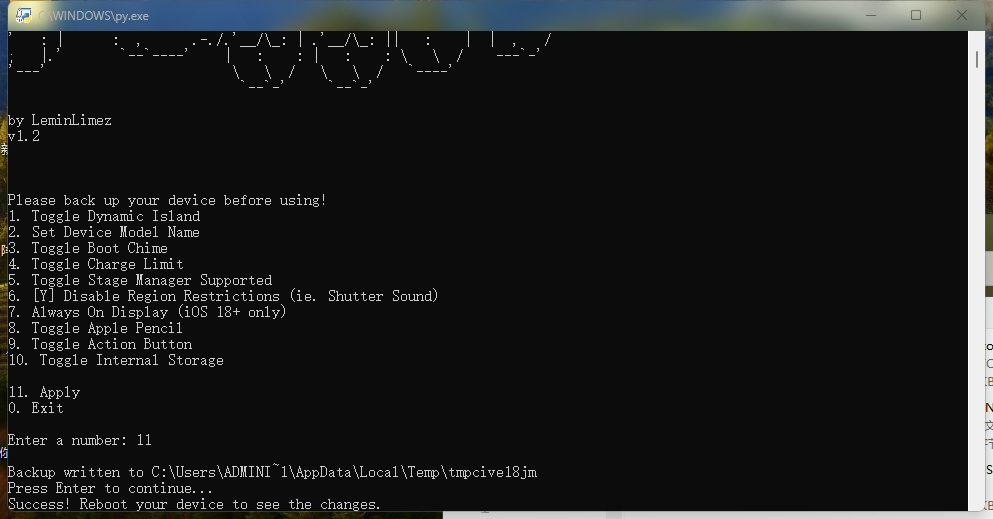 C:\WINDOWS\py.exe
by LeminLimez
v1.2
Please back up your device before using!
1. Toggle Dynamic Island
2. Set Device Model Name
3. Toggle Boot Chime
4. Toggle Charge Limit
5. Toggle Stage Manager Supported
6. [Y] Disable Region Restrictions (ie. Shutter Sound)
7. Always On Display (iOS 18+ only)
8. Toggle Apple Pencil
9. Toggle Action Button
10. Toggle Internal Storage
11. Apply
0. Exit
Enter a number: 11
Backup written to C:\Users\ADMINI~1\AppData\Local\Temp\tmpcive18jm
Press Enter to continue...
Success! Reboot your device to see the changes.